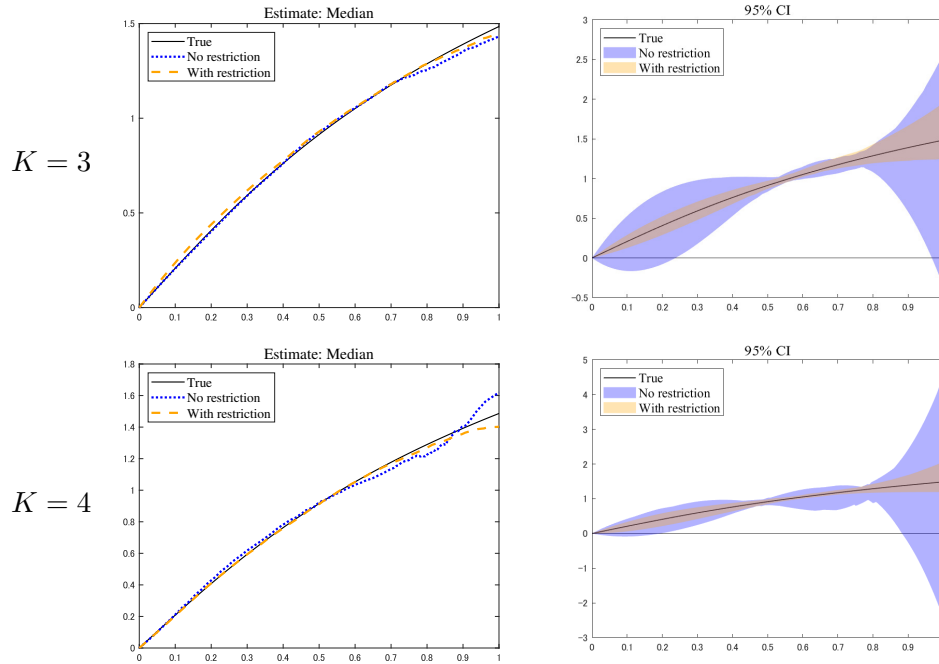 Estimate: Median
1.5
1
0.5
0
0 0.1 0.2 0.3 0.4 0.5 0.6 0.7 0.8 0.9 1
True
No restriction
With restriction
95% CI
3
2.5
2
1.5
1
0.5
0
-0.5
0 0.1 0.2 0.3 0.4 0.5 0.6 0.7 0.8 0.9
True
No restriction
With restriction
K = 3
Estimate: Median
1.8
1.6
1.4
1.2
1
0.8
0.6
0.4
0.2
0
0 0.1 0.2 0.3 0.4 0.5 0.6 0.7 0.8 0.9 1
True
No restriction
With restriction
95% CI
5
4
3
2
1
0
-1
-2
-3
0 0.1 0.2 0.3 0.4 0.5 0.6 0.7 0.8 0.9
True
No restriction
With restriction
K = 4